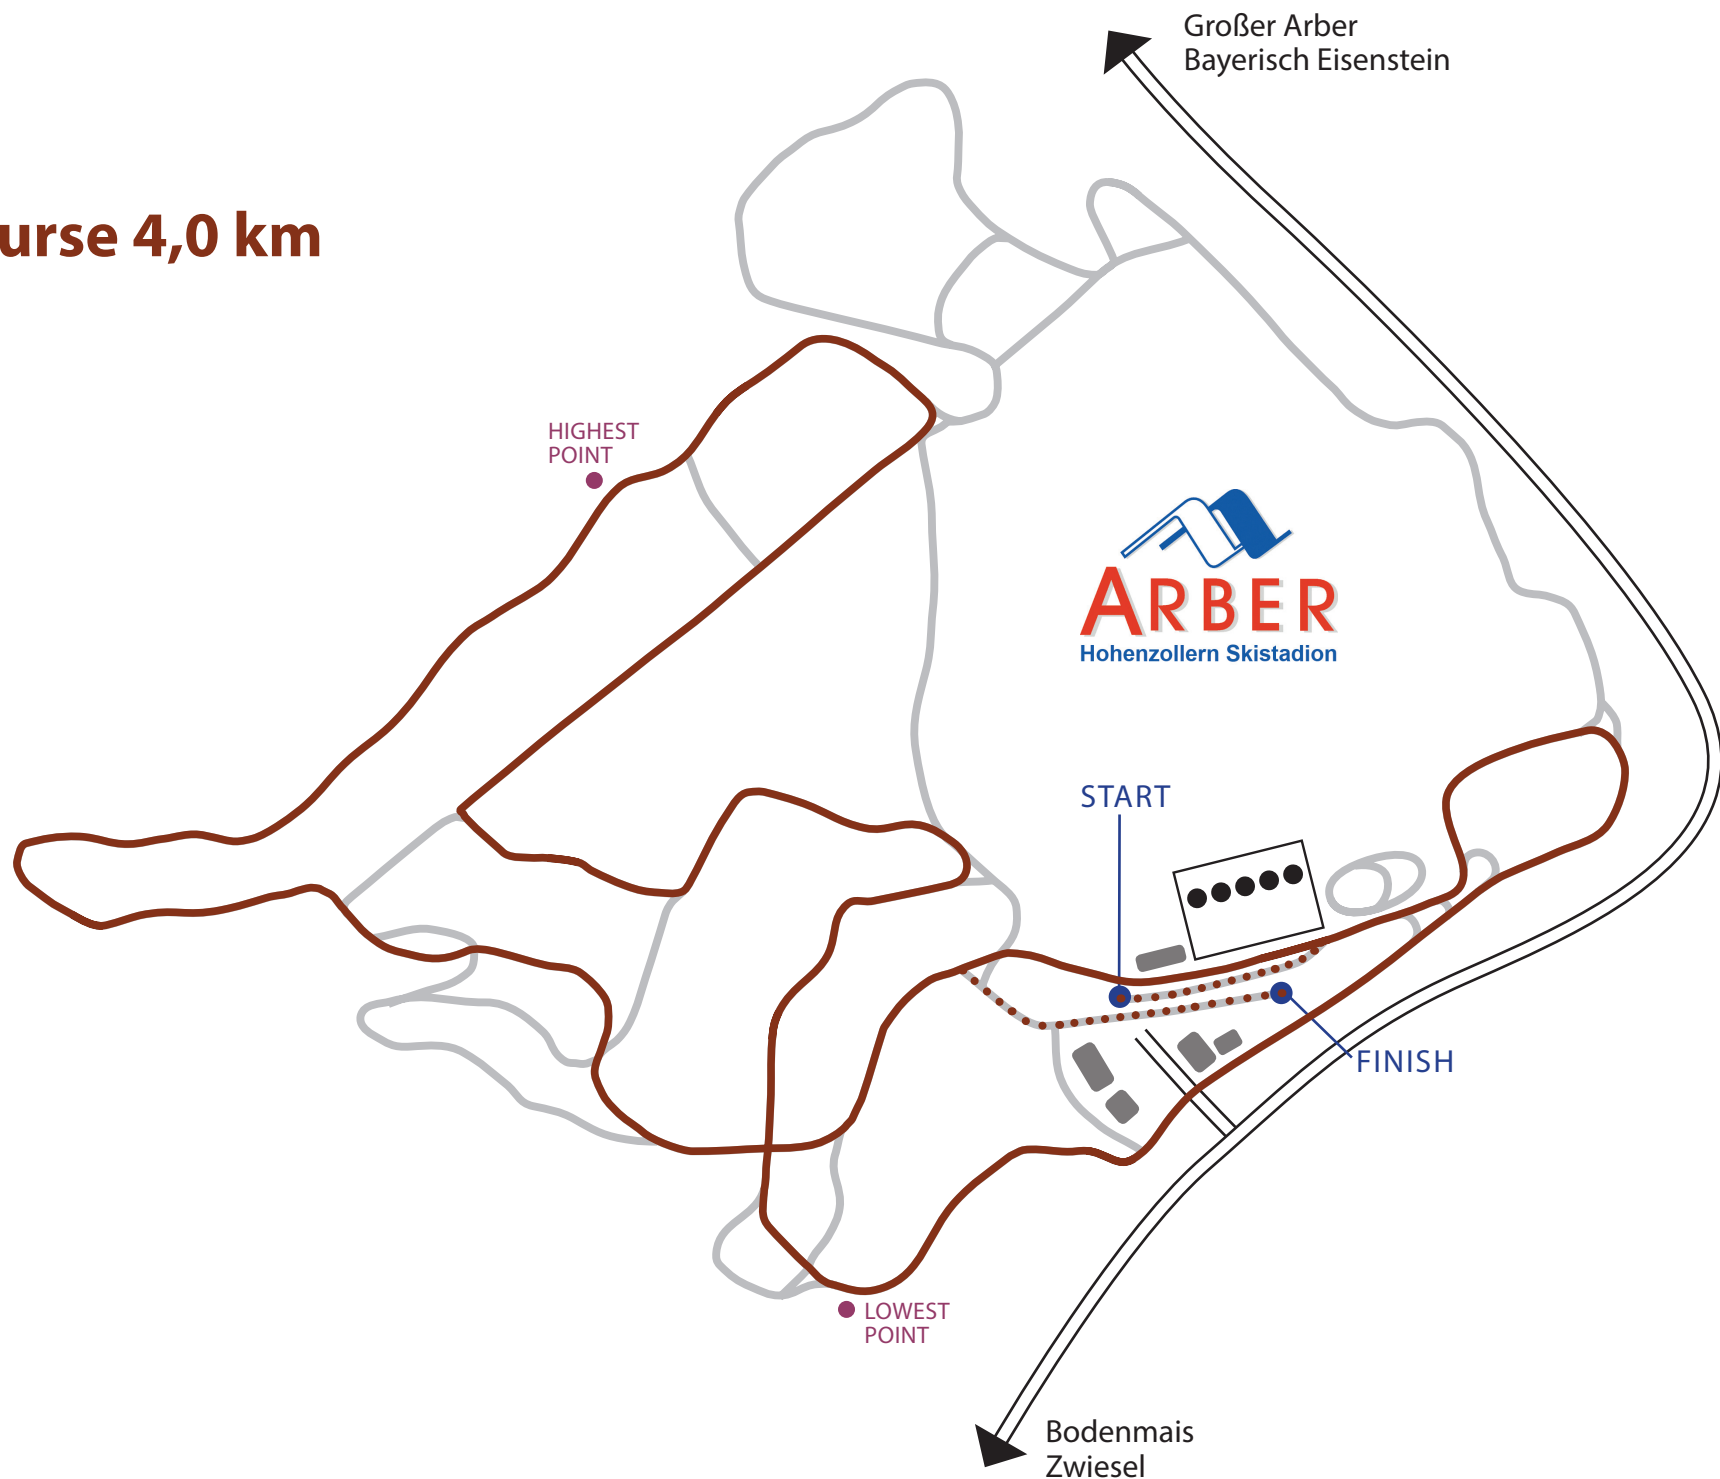 Großer Arber
Bayerisch Eisenstein
urse 4,0 km
HIGHEST
POINT
ARBER
Hohenzollern Skistadion
START
FINISH
LOWEST
POINT
Bodenmais
Zwiesel